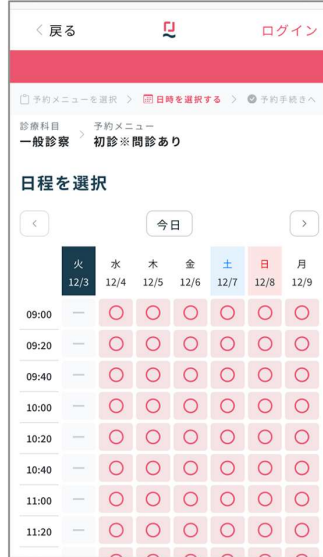 戻る ログイン
予約メニューを選択 > 日時を選択する > 予約手続きへ
診療科目 予約メニュー
一般診察 > 初診※問診あり
日程を選択
< 今日 >
火 水 木 金 土 日 月
12/3 12/4 12/5 12/6 12/7 12/8 12/9
09:00 — ○ ○ ○ ○ ○ ○
09:20 — ○ ○ ○ ○ ○ ○
09:40 — ○ ○ ○ ○ ○ ○
10:00 — ○ ○ ○ ○ ○ ○
10:20 — ○ ○ ○ ○ ○ ○
10:40 — ○ ○ ○ ○ ○ ○
11:00 — ○ ○ ○ ○ ○ ○
11:20 — ○ ○ ○ ○ ○ ○